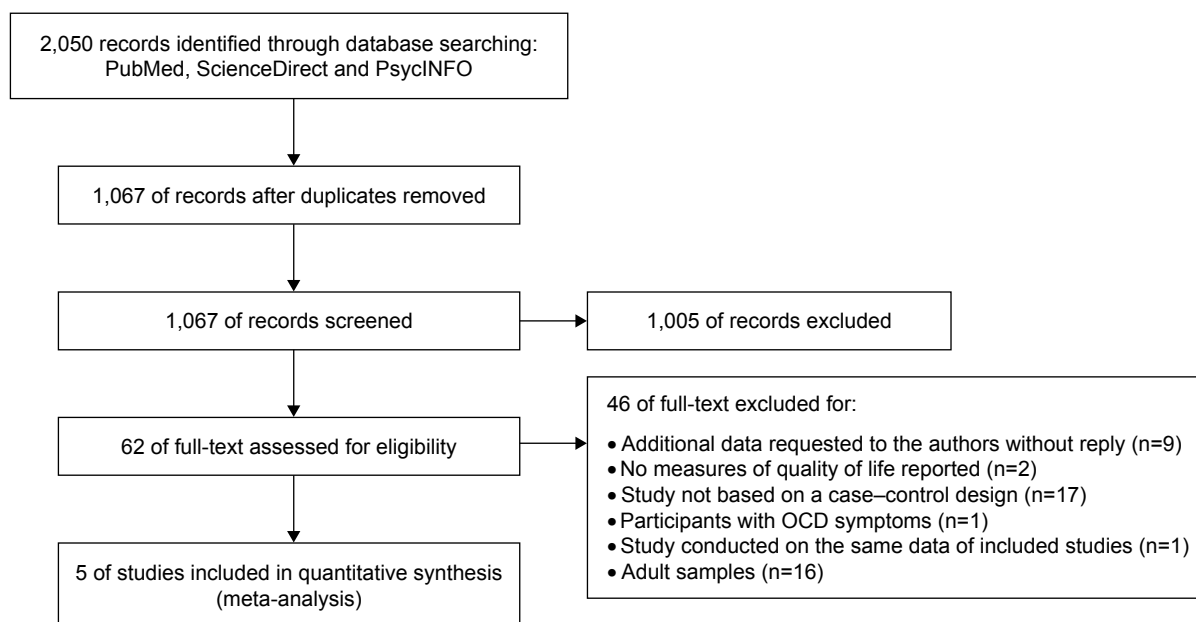 2,050 records identified through database searching:
PubMed, ScienceDirect and PsycINFO
1,067 of records after duplicates removed
1,067 of records screened
1,005 of records excluded
62 of full-text assessed for eligibility
46 of full-text excluded for:
• Additional data requested to the authors without reply (n=9)
• No measures of quality of life reported (n=2)
• Study not based on a case–control design (n=17)
• Participants with OCD symptoms (n=1)
• Study conducted on the same data of included studies (n=1)
• Adult samples (n=16)
5 of studies included in quantitative synthesis
(meta-analysis)